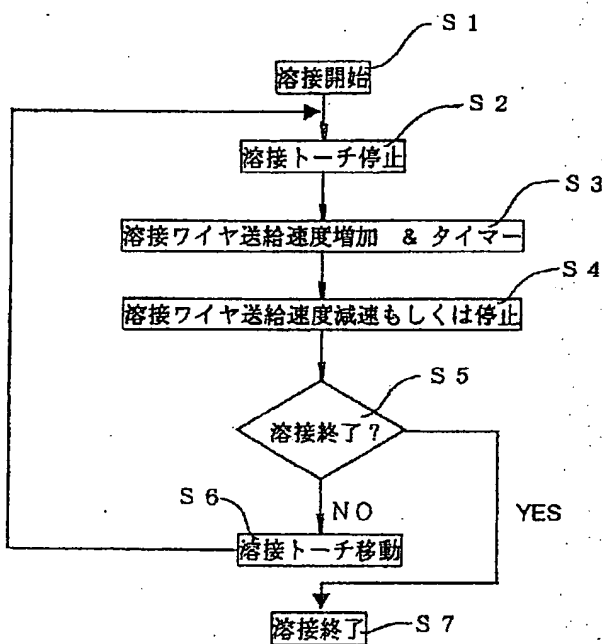 S 1
溶接開始
S 2
溶接トーチ停止
S 3
溶接ワイヤ送給速度増加 & タイマー
S 4
溶接ワイヤ送給速度減速もしくは停止
S 5
溶接終了?
S 6
NO
YES
溶接トーチ移動
溶接終了
S 7